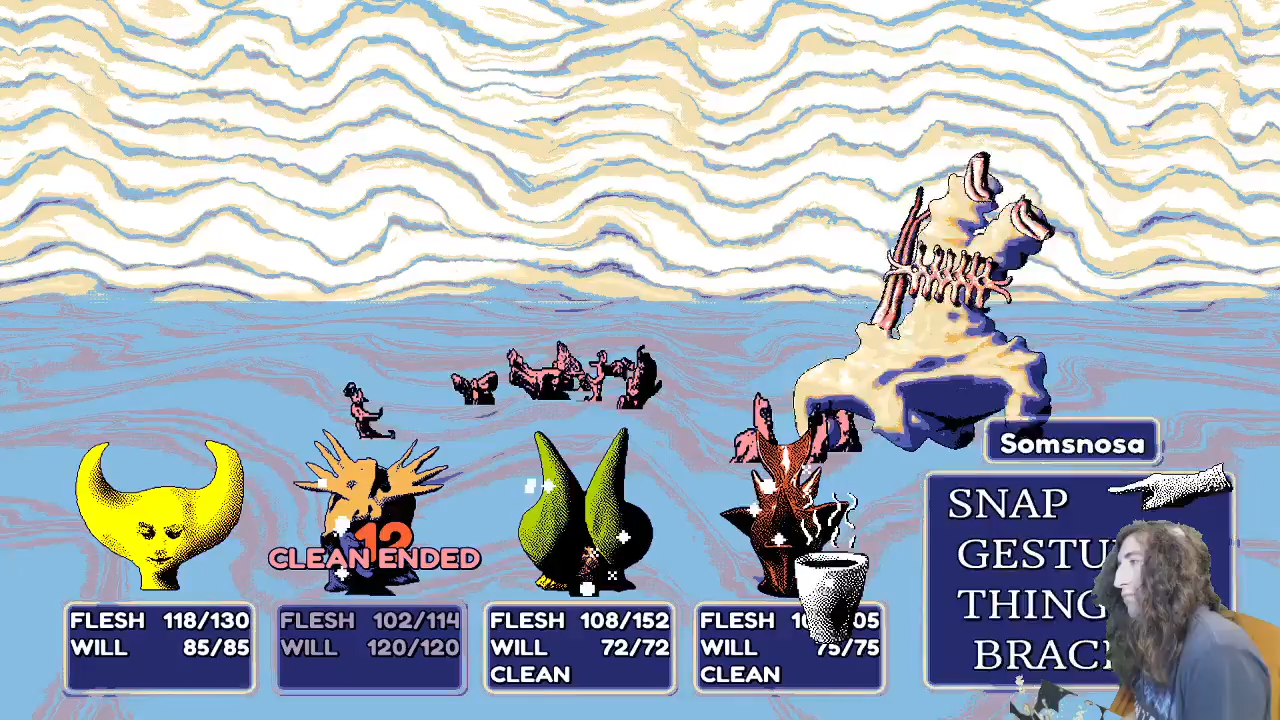 Somsnosa
SNAP
GESTU
THING
BRAC
12
CLEAN ENDED
FLESH 118/130
WILL 85/85
FLESH 102/114
WILL 120/120
FLESH 108/152
WILL 72/72
CLEAN
FLESH
WILL 75/75
CLEAN